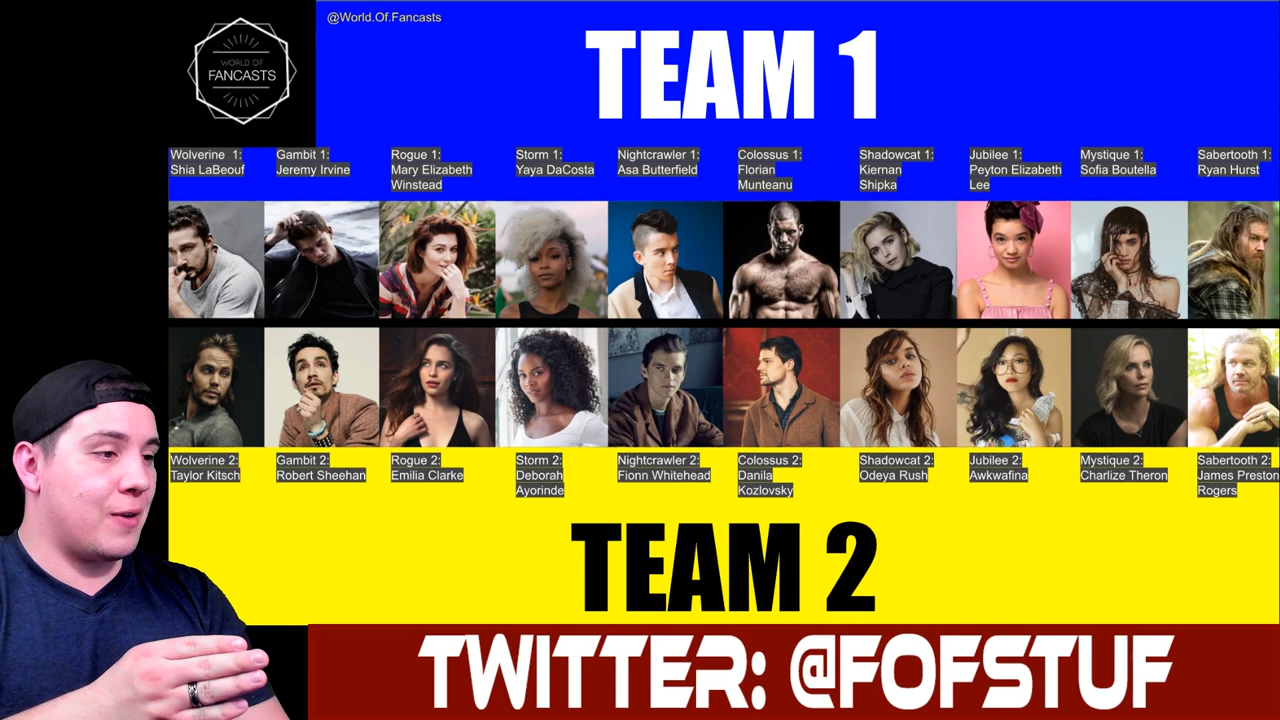 @World.Of.Fancasts
WORLD OF
FANCASTS
TEAM 1
Wolverine 1:
Shia LaBeouf
Gambit 1:
Jeremy Irvine
Rogue 1:
Mary Elizabeth
Winstead
Storm 1:
Yaya DaCosta
Nightcrawler 1:
Asa Butterfield
Colossus 1:
Florian
Munteanu
Shadowcat 1:
Kiernan
Shipka
Jubilee 1:
Peyton Elizabeth
Lee
Mystique 1:
Sofia Boutella
Sabertooth 1:
Ryan Hurst
Wolverine 2:
Taylor Kitsch
Gambit 2:
Robert Sheehan
Rogue 2:
Emilia Clarke
Storm 2:
Deborah
Ayorinde
Nightcrawler 2:
Fionn Whitehead
Colossus 2:
Danila
Kozlovsky
Shadowcat 2:
Odeya Rush
Jubilee 2:
Awkwafina
Mystique 2:
Charlize Theron
Sabertooth 2:
James Preston
Rogers
TEAM 2
TWITTER: @FOFSTUF